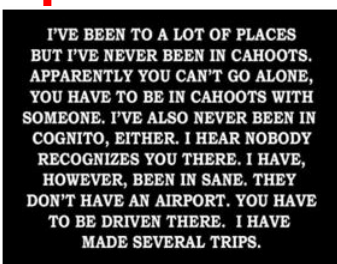 I'VE BEEN TO A LOT OF PLACES
BUT I'VE NEVER BEEN IN CAHOOTS.
APPARENTLY YOU CAN'T GO ALONE,
YOU HAVE TO BE IN CAHOOTS WITH
SOMEONE. I'VE ALSO NEVER BEEN IN
COGNITO, EITHER. I HEAR NOBODY
RECOGNIZES YOU THERE. I HAVE,
HOWEVER, BEEN IN SANE. THEY
DON'T HAVE AN AIRPORT. YOU HAVE
TO BE DRIVEN THERE. I HAVE
MADE SEVERAL TRIPS.